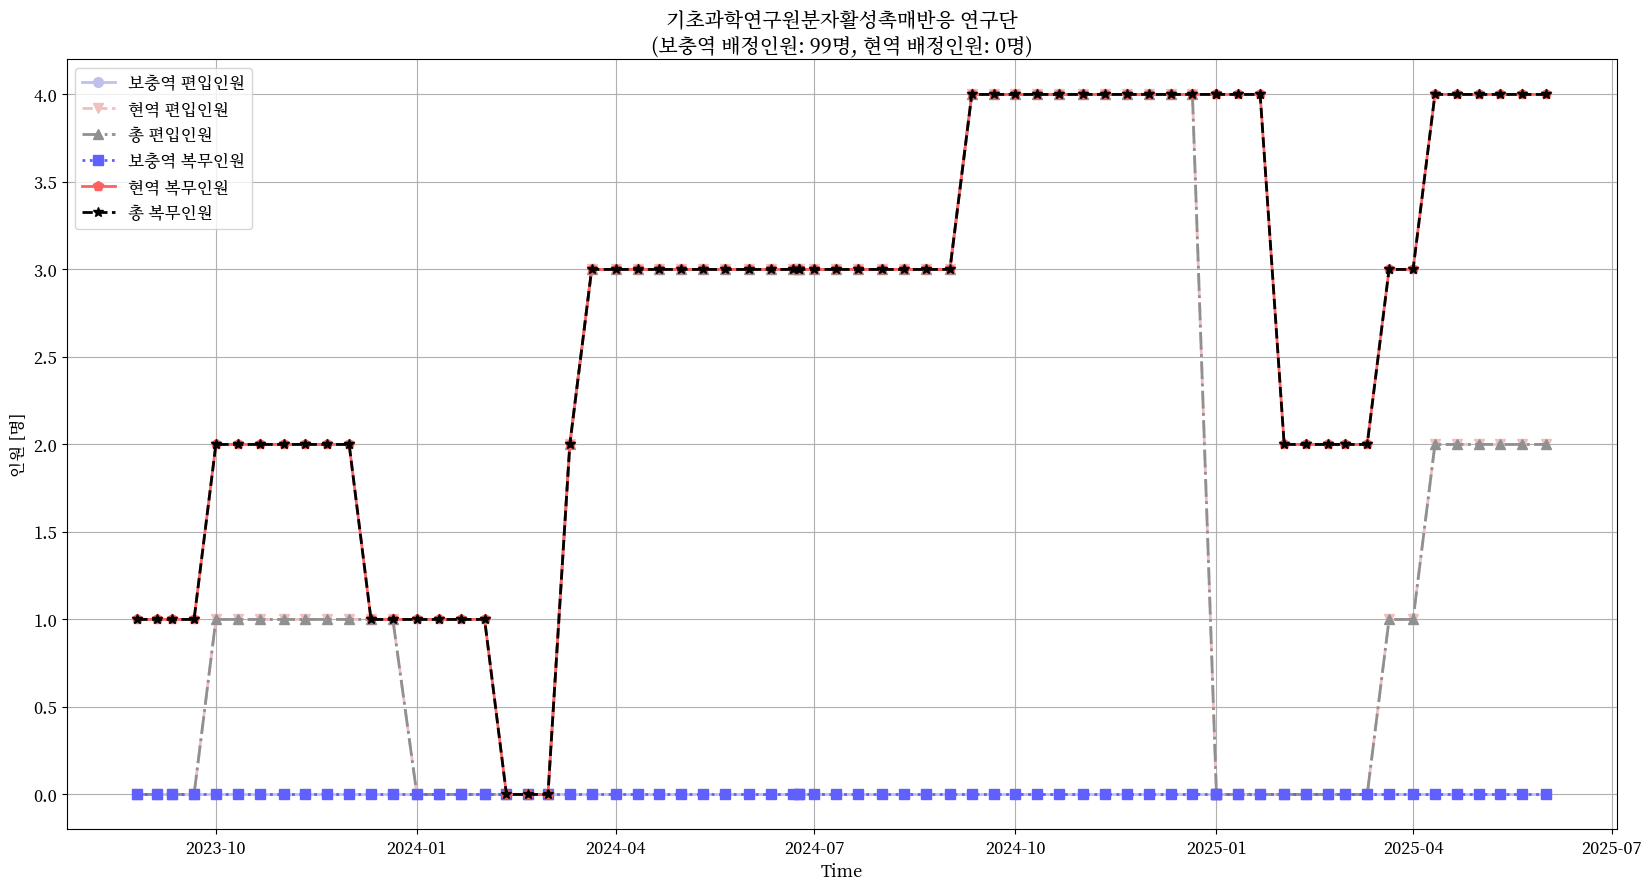 기초과학연구원분자활성촉매반응 연구단
(보충역 배정인원: 99명, 현역 배정인원: 0명)
보충역 편입인원
현역 편입인원
총 편입인원
보충역 복무인원
현역 복무인원
총 복무인원
4.0
3.5
3.0
2.5
2.0
1.5
1.0
0.5
0.0
인원 [명]
2023-10 2024-01 2024-04 2024-07 2024-10 2025-01 2025-04 2025-07
Time